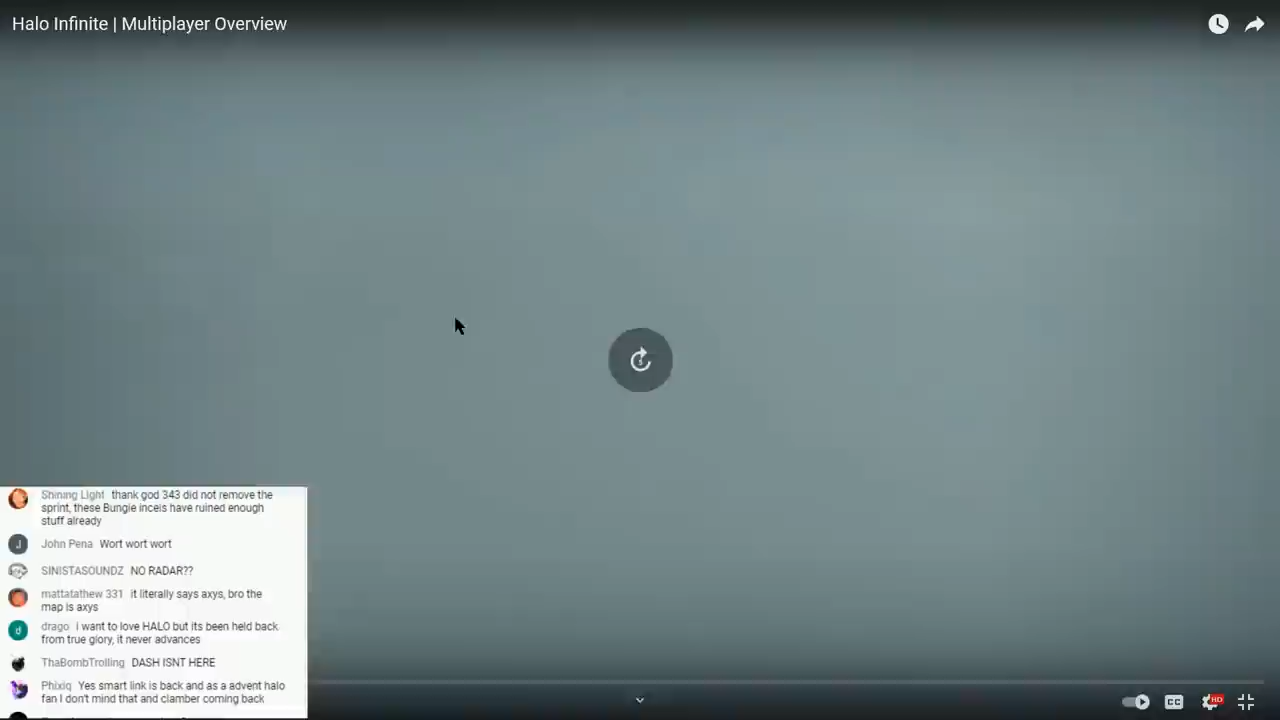 Halo Infinite | Multiplayer Overview
Shining Light thank god 343 did not remove the
sprint, these Bungie incels have ruined enough
stuff already
John Pena Wort wort wort
SINISTASOUNDZ NO RADAR??
mattatathew 331 it literally says axys, bro the
map is axys
drago i want to love HALO but its been held back
from true glory, it never advances
ThaBombTrolling DASH ISNT HERE
Phixiq Yes smart link is back and as a advent halo
fan I don't mind that and clamber coming back
J
d
CC
HD